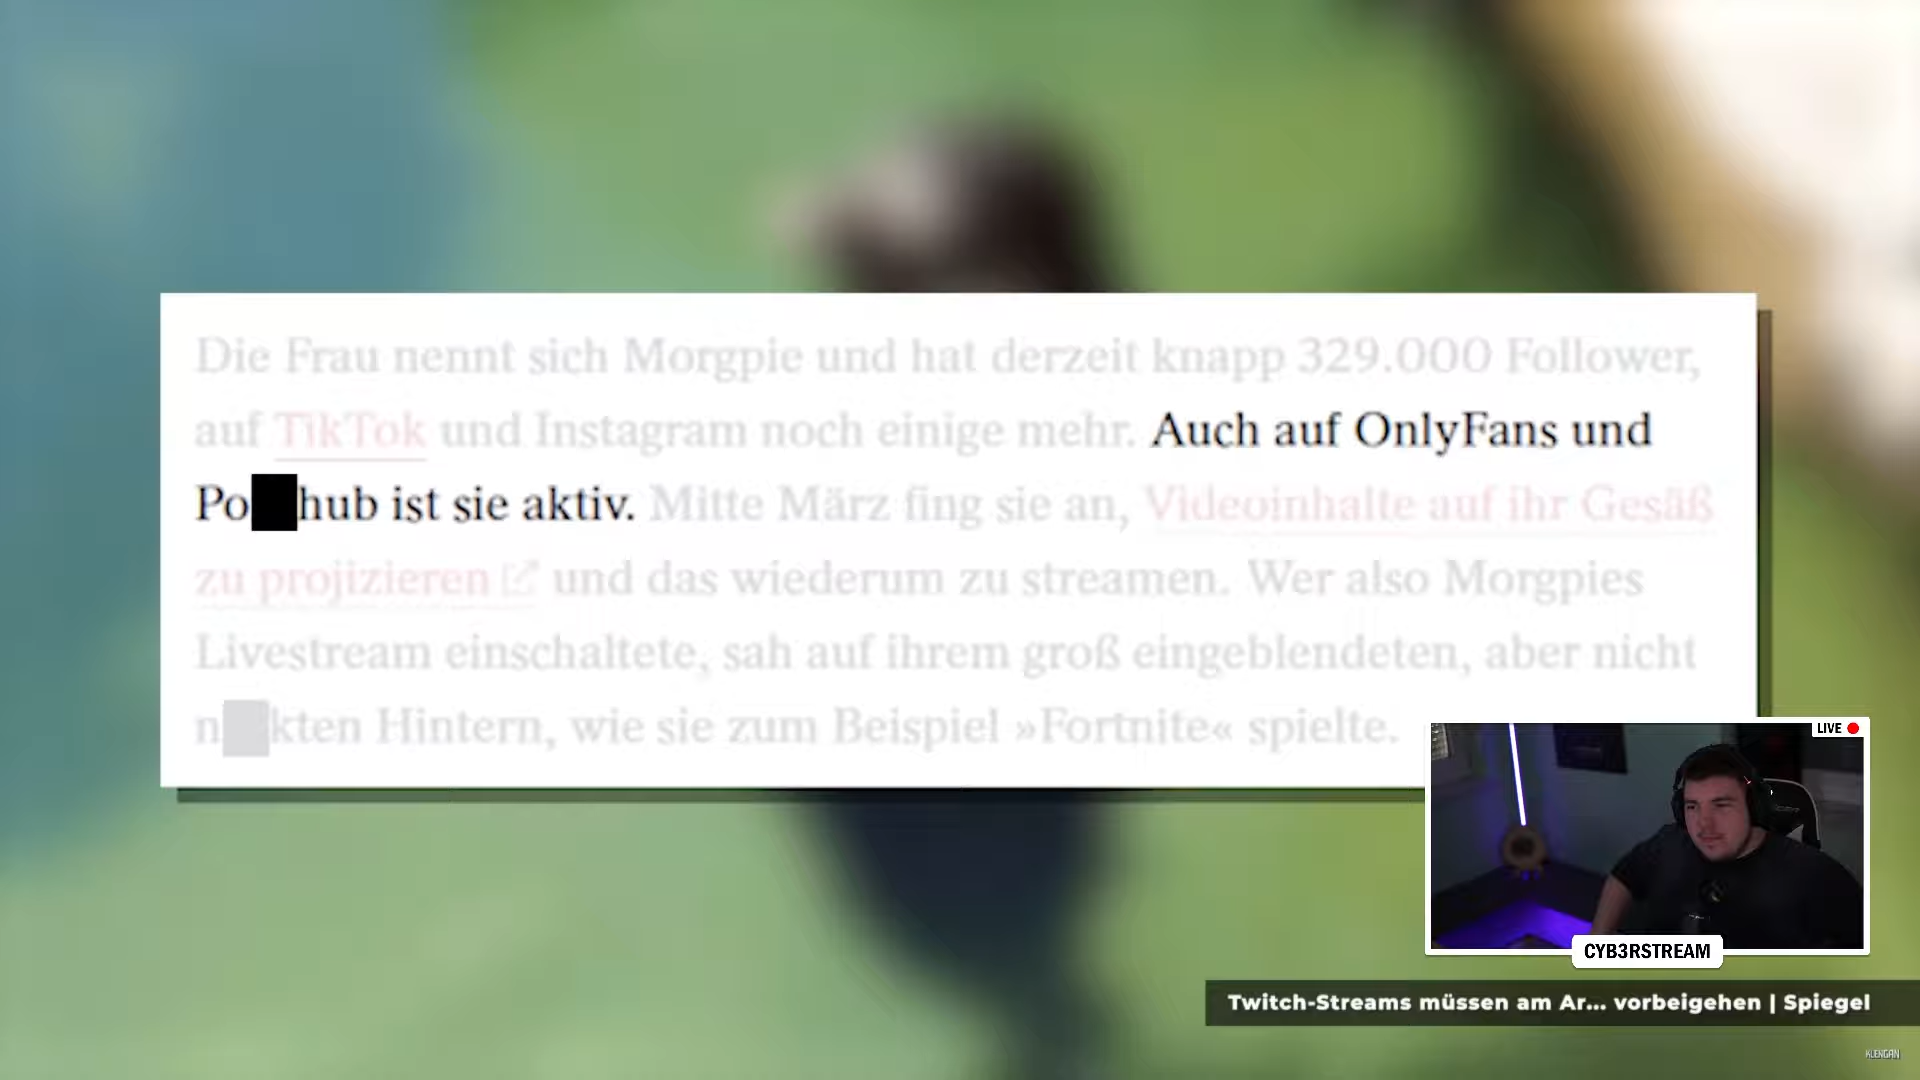 Die Frau nennt sich Morgpie und hat derzeit knapp 329.000 Follower,
auf TikTok und Instagram noch einige mehr. Auch auf OnlyFans und
Po hub ist sie aktiv. Mitte März fing sie an, Videoinhalte auf ihr Gesäß
zu projizieren und das wiederum zu streamen. Wer also Morgpies
Livestream einschaltete, sah auf ihrem groß eingeblendeten, aber nicht
n kten Hintern, wie sie zum Beispiel »Fortnite« spielte.
LIVE
CYB3RSTREAM
Twitch-Streams müssen am Ar... vorbeigehen | Spiegel
KUENGAN